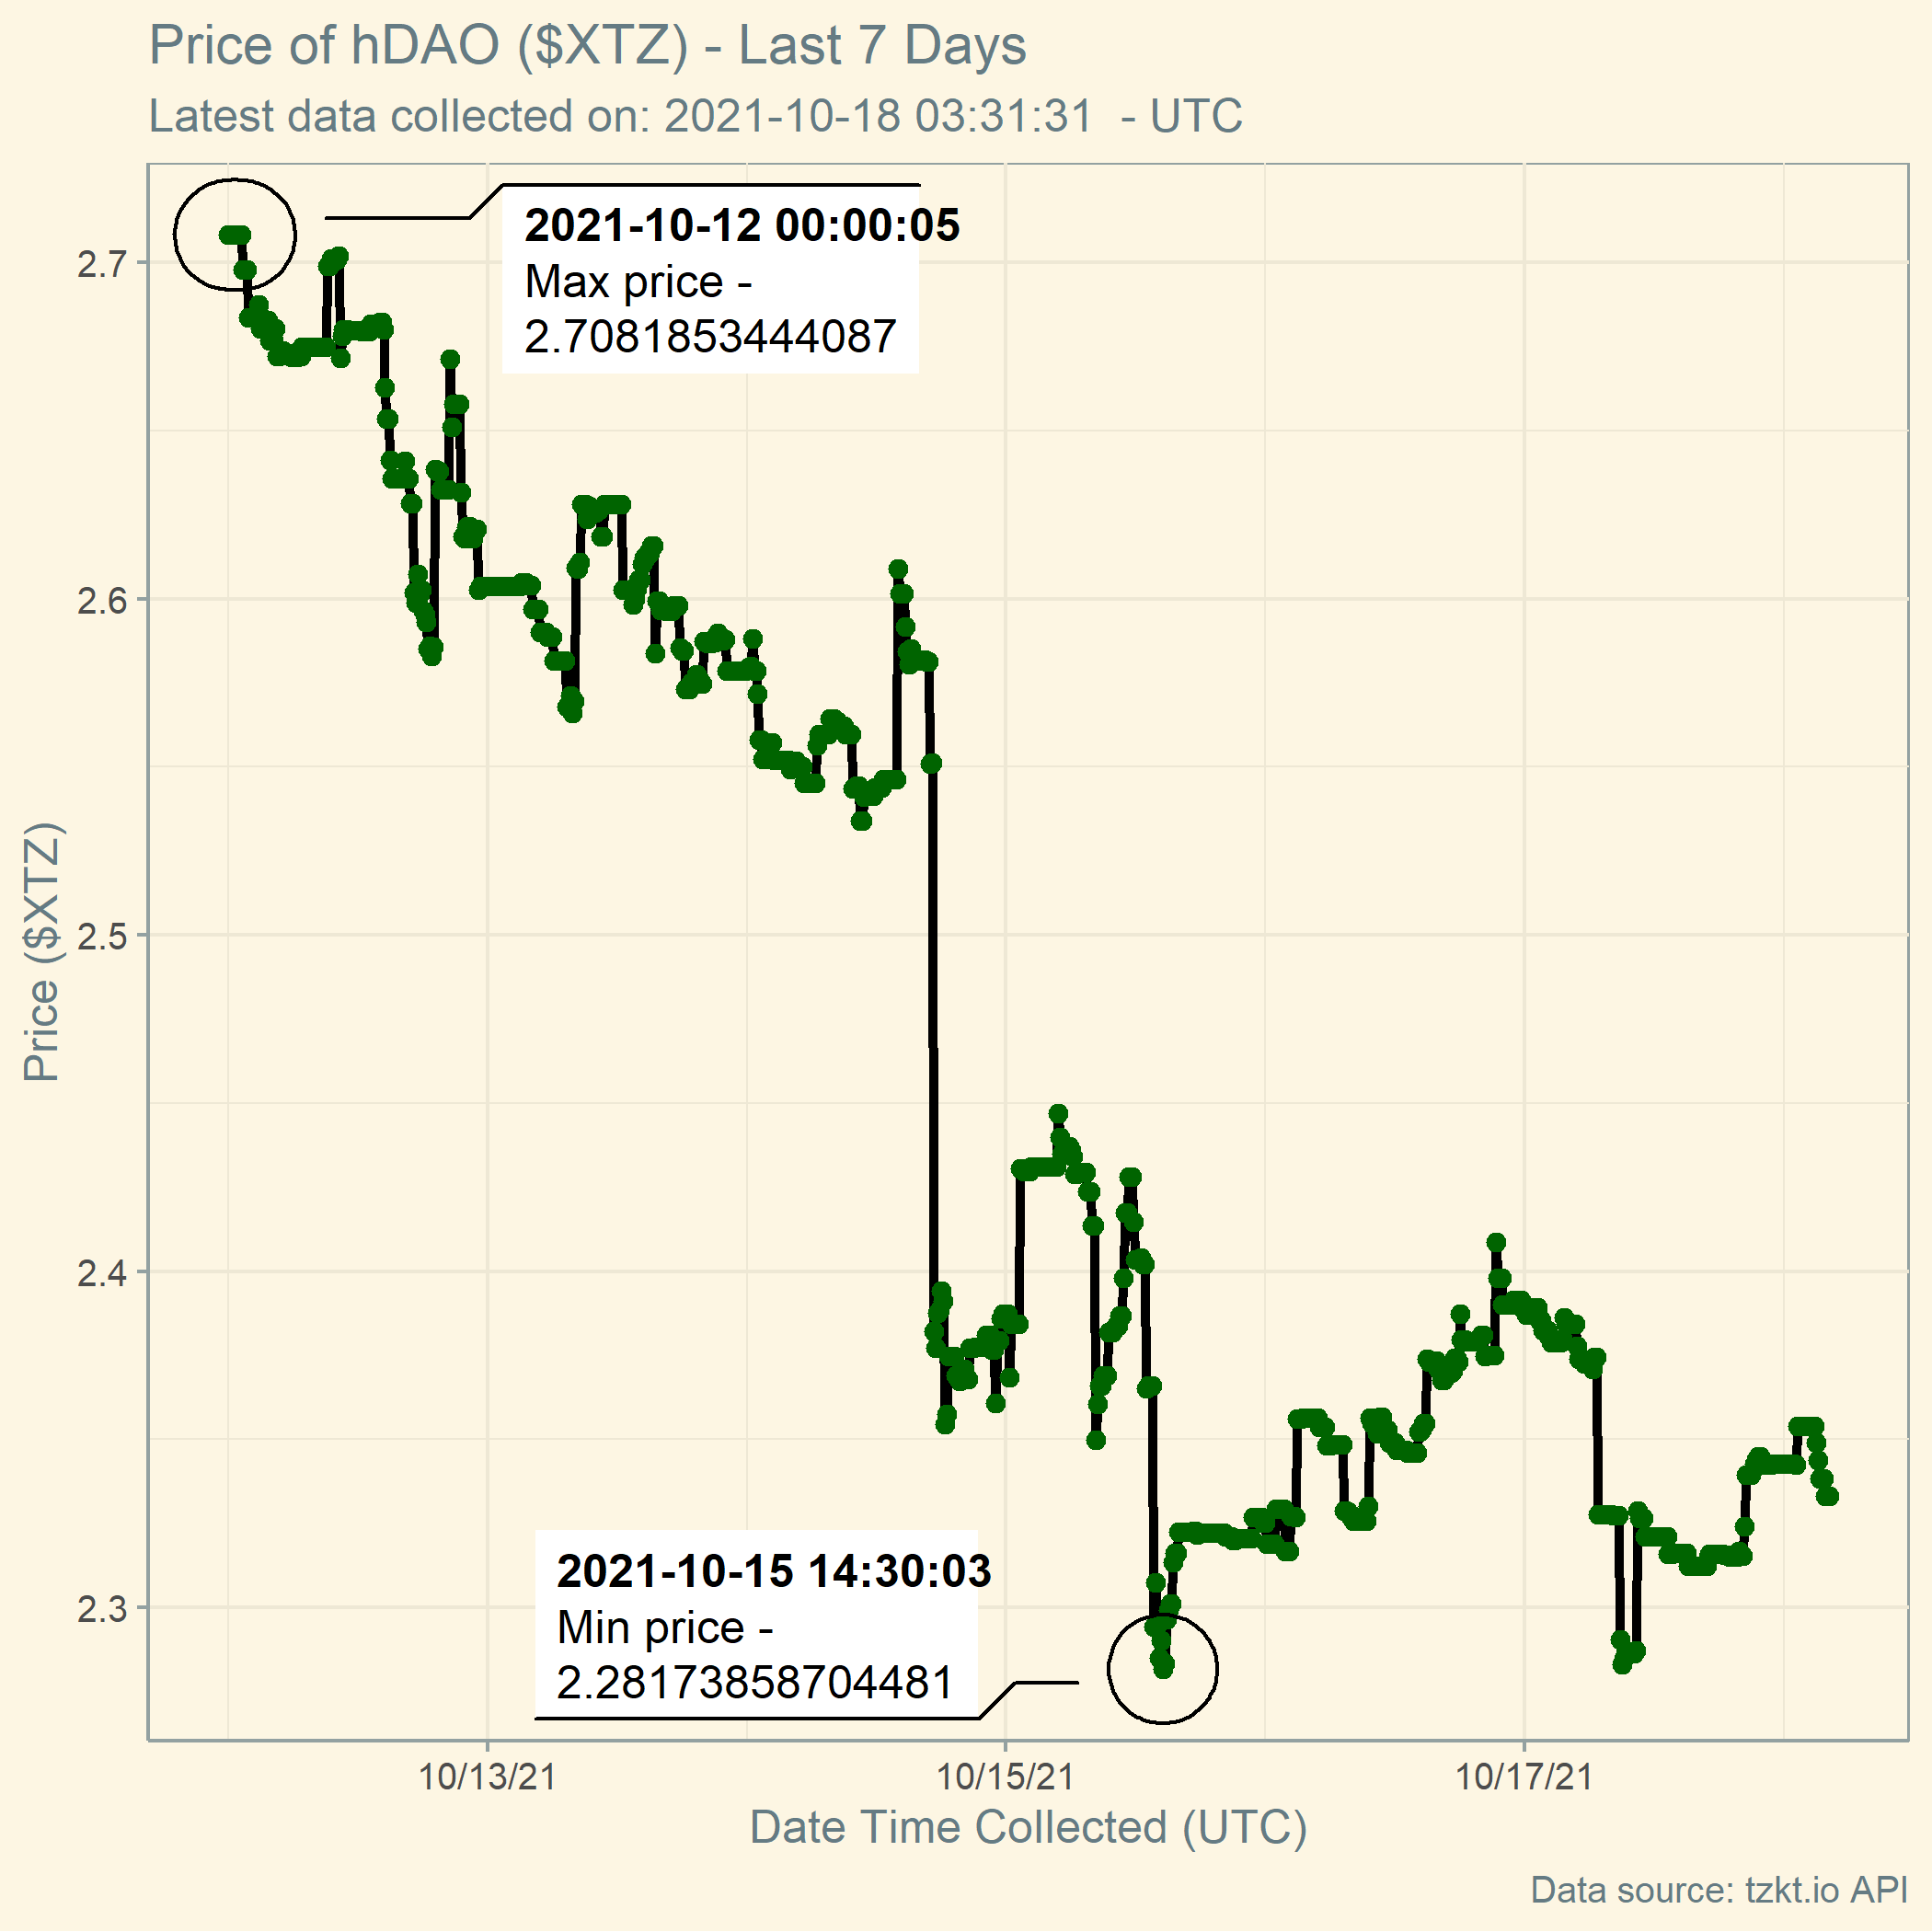 Price of hDAO ($XTZ) - Last 7 Days
Latest data collected on: 2021-10-18 03:31:31  - UTC
2021-10-12 00:00:05
Max price -
2.7081853444087
2.7
2.6
2.5
2.4
2.3
Price ($XTZ)
2021-10-15 14:30:03
Min price -
2.28173858704481
10/13/21
10/15/21
10/17/21
Date Time Collected (UTC)
Data source: tzkt.io API